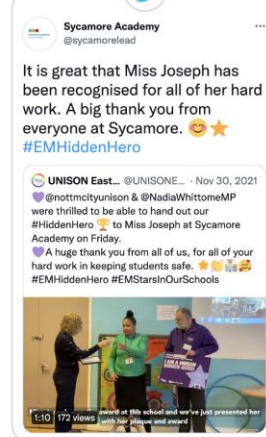 Sycamore Academy
@sycamorelead
It is great that Miss Joseph has
been recognised for all of her hard
work. A big thank you from
everyone at Sycamore. 😊⭐
#EMHiddenHero
UNISON East... @UNISONE... · Nov 30, 2021
💜@nottmcityunison & @NadiaWhittomeMP
were thrilled to be able to hand out our
#HiddenHero 🏆 to Miss Joseph at Sycamore
Academy on Friday.
💜A huge thank you from all of us, for all of your
hard work in keeping students safe.
#EMHiddenHero #EMStarsInOurSchools
1:10 172 views
award at this school and we've just presented her
with her plaque and award